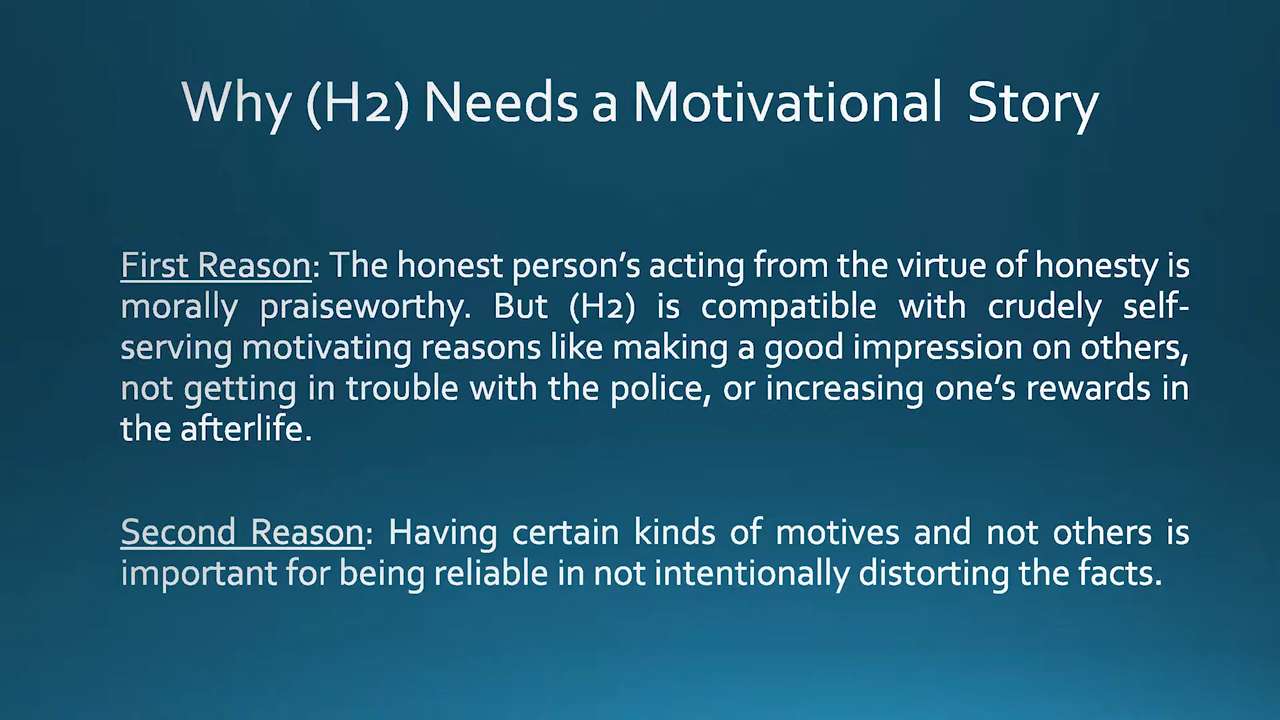 Why (H2) Needs a Motivational Story
First Reason: The honest person’s acting from the virtue of honesty is
morally praiseworthy. But (H2) is compatible with crudely self-
serving motivating reasons like making a good impression on others,
not getting in trouble with the police, or increasing one’s rewards in
the afterlife.
Second Reason: Having certain kinds of motives and not others is
important for being reliable in not intentionally distorting the facts.